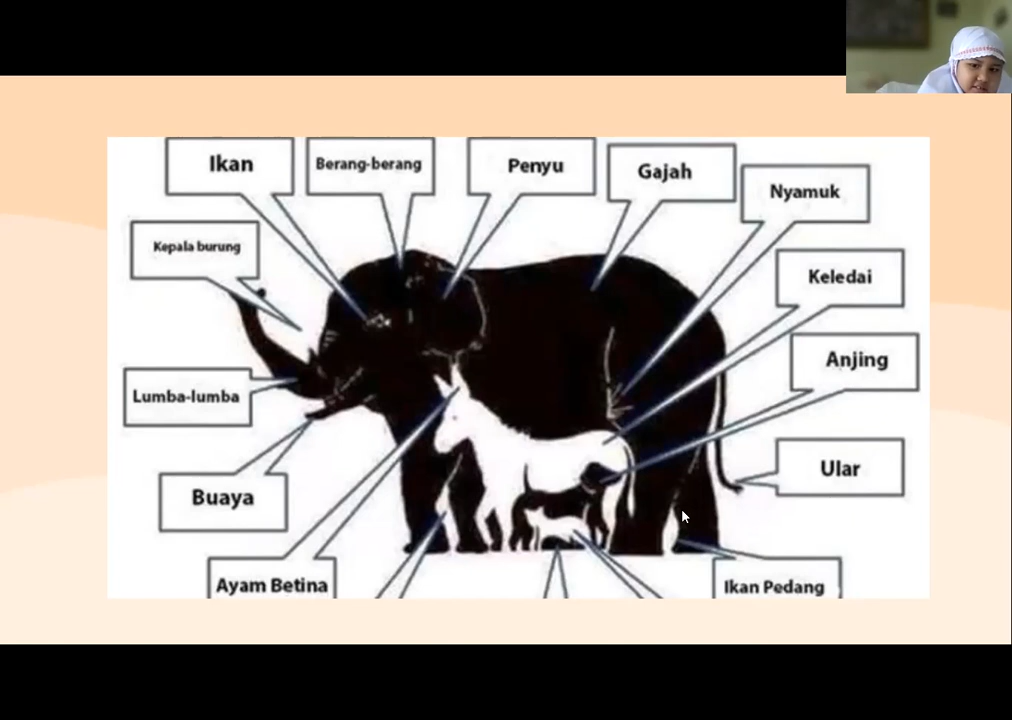 Ikan
Berang-berang
Penyu
Gajah
Nyamuk
Kepala burung
Keledai
Anjing
Lumba-lumba
Ular
Buaya
Ayam Betina
Ikan Pedang